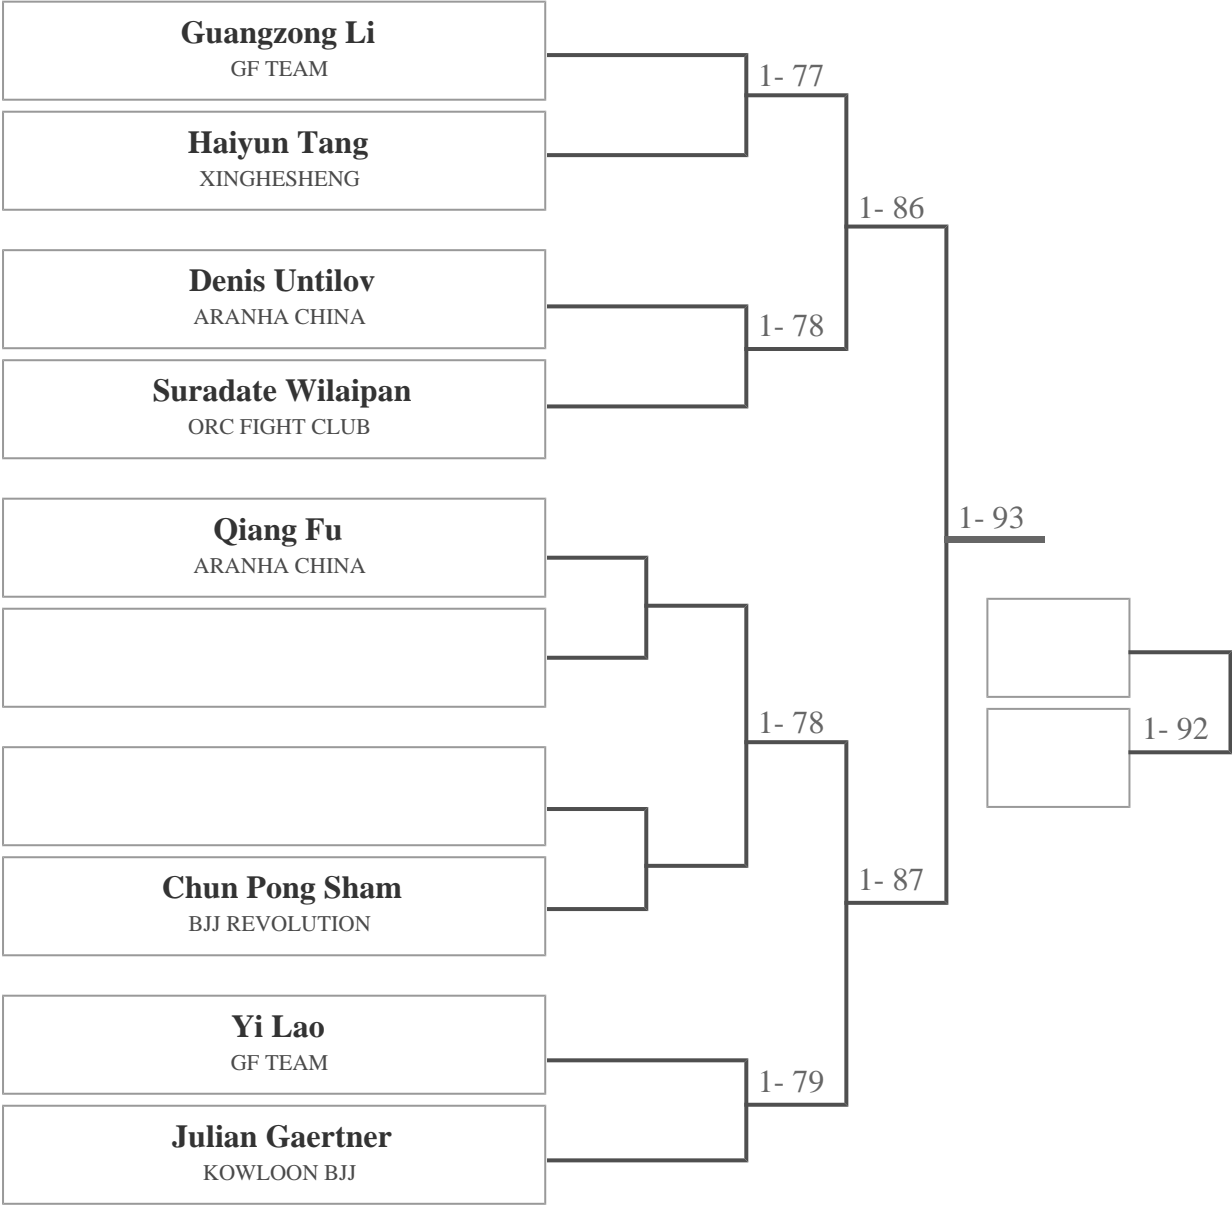 Guangzong Li
GF TEAM
1- 77
Haiyun Tang
XINGHESHENG
1- 86
Denis Untilov
ARANHA CHINA
1- 78
Suradate Wilaipan
ORC FIGHT CLUB
1- 93
Qiang Fu
ARANHA CHINA
1- 78
1- 92
Chun Pong Sham
BJJ REVOLUTION
1- 87
Yi Lao
GF TEAM
1- 79
Julian Gaertner
KOWLOON BJJ